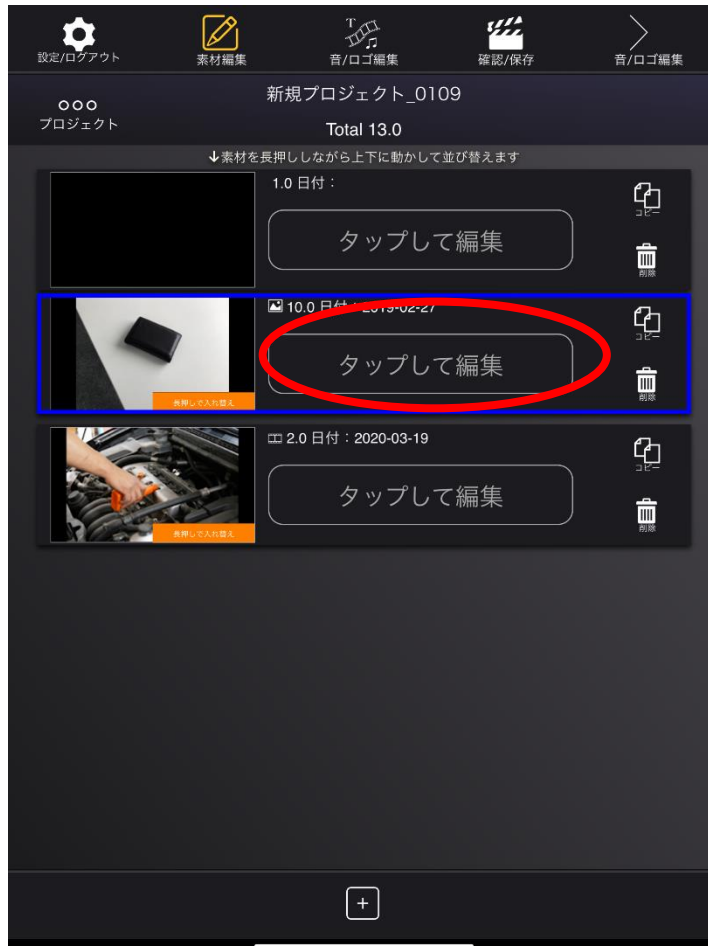 設定/ログアウト
素材編集
音/ロゴ編集
確認/保存
音/ロゴ編集
プロジェクト
新規プロジェクト_0109
Total 13.0
↓素材を長押ししながら上下に動かして並び替えます
1.0 日付：
タップして編集
コピー
削除
10.0 日付：2019-02-27
タップして編集
長押しで入れ替え
コピー
削除
2.0 日付：2020-03-19
タップして編集
長押しで入れ替え
コピー
削除